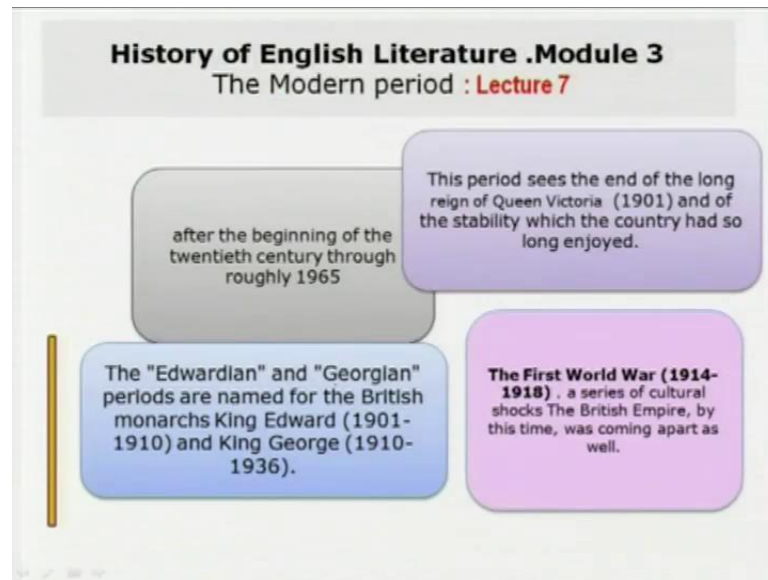 History of English Literature .Module 3
The Modern period : Lecture 7
after the beginning of the
twentieth century through
roughly 1965
This period sees the end of the long
reign of Queen Victoria (1901) and of
the stability which the country had so
long enjoyed.
The "Edwardian" and "Georgian"
periods are named for the British
monarchs King Edward (1901-
1910) and King George (1910-
1936).
The First World War (1914-
1918) . a series of cultural
shocks The British Empire, by
this time, was coming apart as
well.